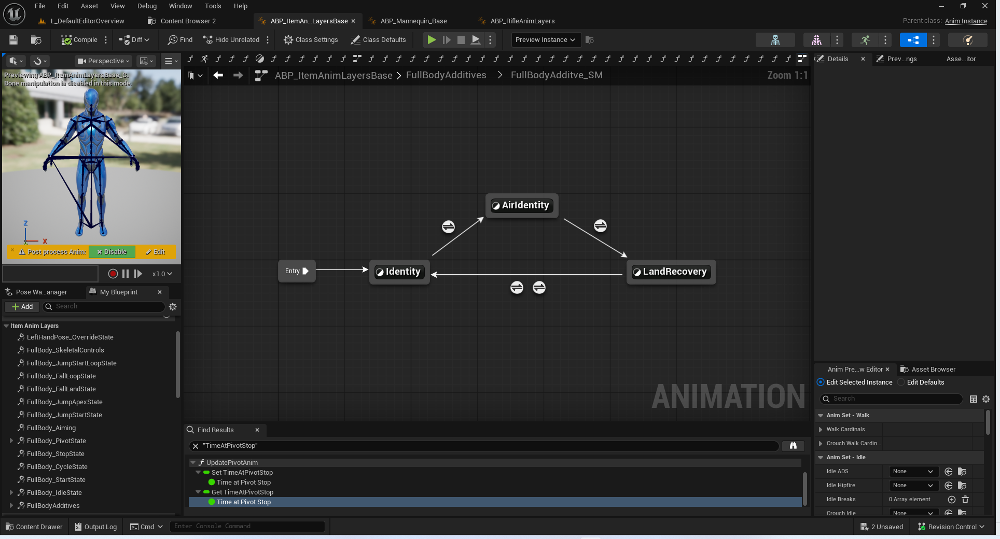 File Edit Asset View Debug Window Tools Help
L_DefaultEditorOverview Content Browser 2 ABP_ItemAn...LayersBase ABP_Mannequin_Base ABP_RifleAnimLayers Parent class: Anim Instance
Compile Diff Find Hide Unrelated Class Settings Class Defaults Preview Instance
Perspective
Previewing ABP_ItemAnimLayersBase_C.
Bone manipulation is disabled in this mode.
Z
X
Post process Anim Disable Edit
x1.0
Pose Wa...anager My Blueprint
Add Search
Item Anim Layers
LeftHandPose_OverrideState
FullBody_SkeletalControls
FullBody_JumpStartLoopState
FullBody_FallLoopState
FullBody_FallLandState
FullBody_JumpApexState
FullBody_JumpStartState
FullBody_Aiming
FullBody_PivotState
FullBody_StopState
FullBody_CycleState
FullBody_StartState
FullBody_IdleState
FullBodyAdditives
ABP_ItemAnimLayersBase > FullBodyAdditives > FullBodyAdditve_SM Zoom 1:1
AirIdentity
Entry Identity LandRecovery
ANIMATION
Find Results
"TimeAtPivotStop"
UpdatePivotAnim
Set TimeAtPivotStop
Time at Pivot Stop
Get TimeAtPivotStop
Time at Pivot Stop
Details Prev...ngs Asse...itor
Anim Pre...w Editor Asset Browser
Edit Selected Instance Edit Defaults
Search
Anim Set - Walk
Walk Cardinals
Crouch Walk Cardin...
Anim Set - Idle
Idle ADS None
Idle Hipfire None
Idle Breaks 0 Array element
Crouch Idle None
Content Drawer Output Log Cmd Enter Console Command 2 Unsaved Revision Control